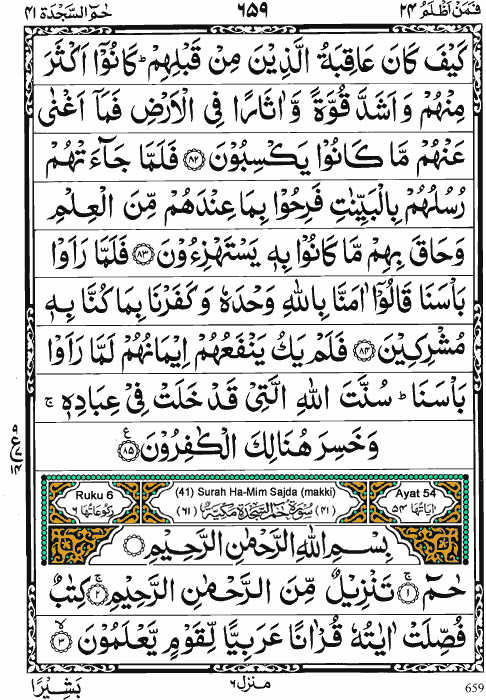 فَمَنْ اَظْلَمُ ٢٤ ٦٥٩ حٰمٓ السَّجْدَة ٤١
كَيْفَ كَانَ عَاقِبَةُ الَّذِيْنَ مِنْ قَبْلِهِمْ ؕ كَانُوْٓا اَكْثَرَ
مِنْهُمْ وَاَشَدَّ قُوَّةً وَّاٰثَارًا فِى الْاَرْضِ فَمَآ اَغْنٰى
عَنْهُمْ مَّا كَانُوْا يَكْسِبُوْنَ ﴿٨٢﴾ فَلَمَّا جَآءَتْهُمْ
رُسُلُهُمْ بِالْبَيِّنٰتِ فَرِحُوْا بِمَا عِنْدَهُمْ مِّنَ الْعِلْمِ
وَحَاقَ بِهِمْ مَّا كَانُوْا بِهٖ يَسْتَهْزِءُوْنَ ﴿٨٣﴾ فَلَمَّا رَاَوْا
بَاْسَنَا قَالُوْٓا اٰمَنَّا بِاللّٰهِ وَحْدَهٗ وَكَفَرْنَا بِمَا كُنَّا بِهٖ
مُشْرِكِيْنَ ﴿٨٤﴾ فَلَمْ يَكُ يَنْفَعُهُمْ اِيْمَانُهُمْ لَمَّا رَاَوْا
بَاْسَنَا ؕ سُنَّتَ اللّٰهِ الَّتِىْ قَدْ خَلَتْ فِىْ عِبَادِهٖ ۚ
وَخَسِرَ هُنَالِكَ الْكٰفِرُوْنَ ﴿٨٥﴾ ع
Ayat 54 (41) Surah Ha-Mim Sajda (makki) Ruku 6
اٰيَاتُهَا ٥٤ (٤١) سُوْرَةُ حٰمٓ السَّجْدَةِ مَكِّيَّةٌ (٦١) رُكُوْعَاتُهَا ٦
بِسْمِ اللّٰهِ الرَّحْمٰنِ الرَّحِيْمِ
حٰمٓ ۚ ﴿١﴾ تَنْزِيْلٌ مِّنَ الرَّحْمٰنِ الرَّحِيْمِ ۚ ﴿٢﴾ كِتٰبٌ
فُصِّلَتْ اٰيٰتُهٗ قُرْاٰنًا عَرَبِيًّا لِّقَوْمٍ يَّعْلَمُوْنَ ۙ ﴿٣﴾
بَشِيْرًا منزل ٦ 659